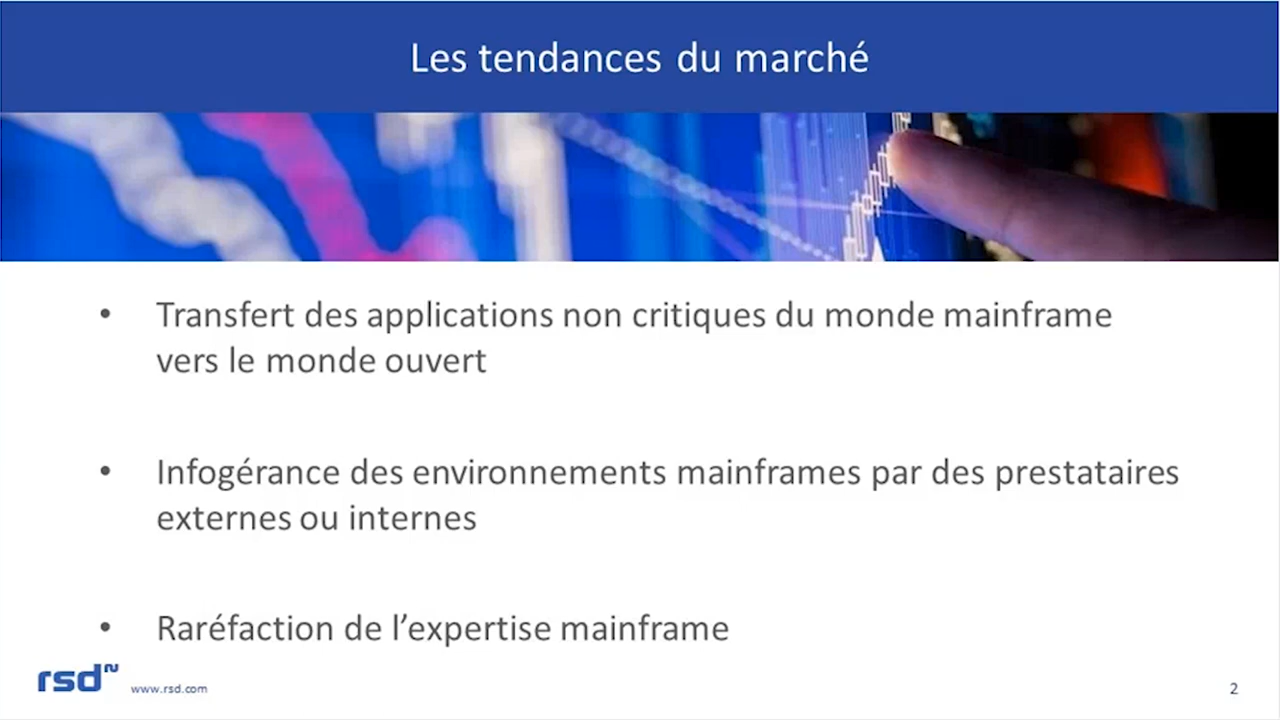 Les tendances du marché
• Transfert des applications non critiques du monde mainframe
vers le monde ouvert
• Infogérance des environnements mainframes par des prestataires
externes ou internes
• Raréfaction de l’expertise mainframe
rsd
www.rsd.com
2